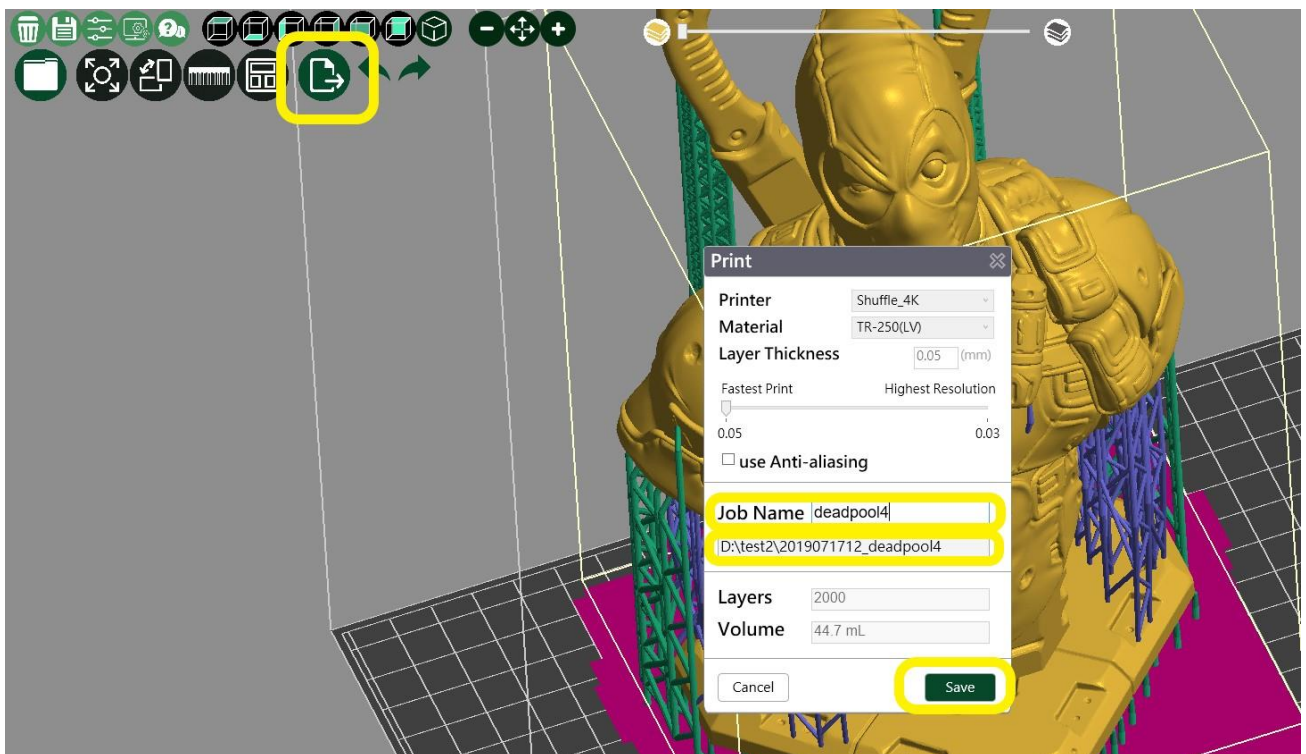 Print
Printer Shuffle_4K
Material TR-250(LV)
Layer Thickness 0.05 (mm)
Fastest Print Highest Resolution
0.05 0.03
use Anti-aliasing
Job Name deadpool4
D:\test2\2019071712_deadpool4
Layers 2000
Volume 44.7 mL
Cancel Save